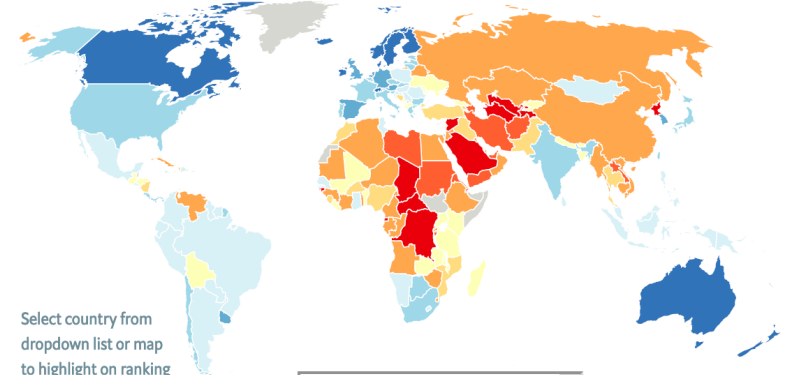 Select country from
dropdown list or map
to highlight on ranking